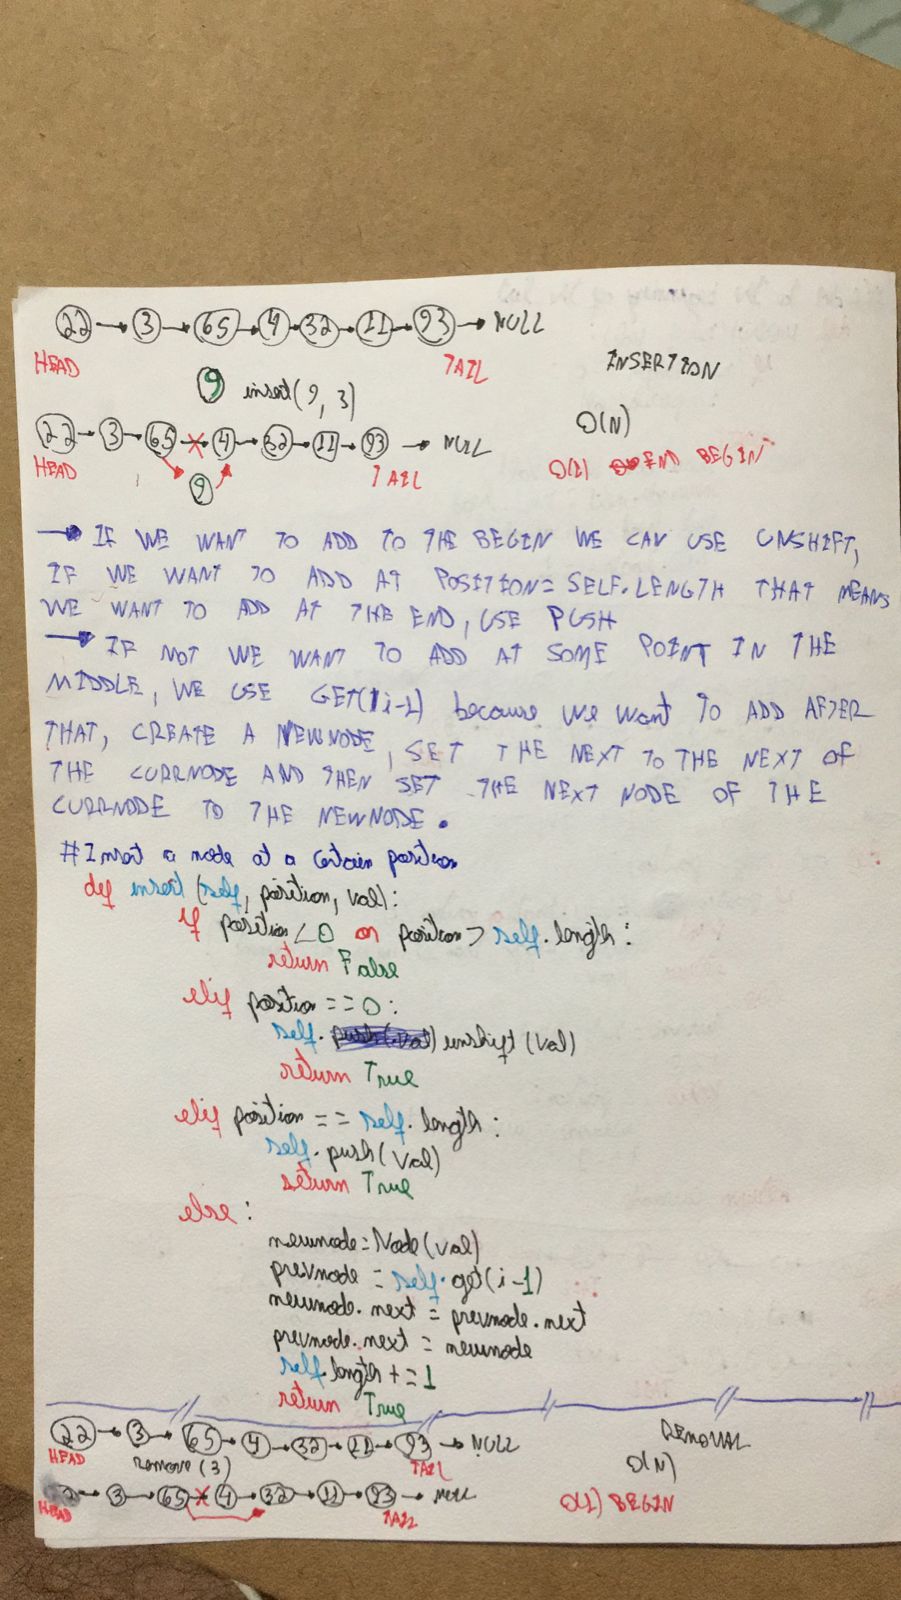 22 → 3 → 65 → 4 → 32 → 11 → 93 → NULL
HEAD TAIL INSERTION
9 insert(9, 3)
22 → 3 → 65 → 4 → 32 → 11 → 93 → NULL O(N)
HEAD 9 TAIL O(1) END BEGIN
→ IF WE WANT TO ADD TO THE BEGIN WE CAN USE UNSHIFT,
IF WE WANT TO ADD AT POSITION = SELF.LENGTH THAT MEANS
WE WANT TO ADD AT THE END, USE PUSH
→ IF NOT WE WANT TO ADD AT SOME POINT IN THE
MIDDLE, WE USE GET(i-1) because we want TO ADD AFTER
THAT, CREATE A NEWNODE, SET THE NEXT TO THE NEXT OF
THE CURRNODE AND THEN SET THE NEXT NODE OF THE
CURRNODE TO THE NEWNODE.
# Insert a node at a certain position
def insert (self, position, val):
if position < 0 or position > self.length:
return False
elif position == 0:
self. unshift (val)
return True
elif position == self.length:
self.push(val)
return True
else:
newnode = Node(val)
prevnode = self.get(i-1)
newnode.next = prevnode.next
prevnode.next = newnode
self.length += 1
return True
22 → 3 → 65 → 4 → 32 → 11 → 93 → NULL REMOVAL
HEAD remove(3) TAIL O(N)
3 → 65 → 4 → 32 → 11 → 93 → NULL O(1) BEGIN
HEAD TAIL